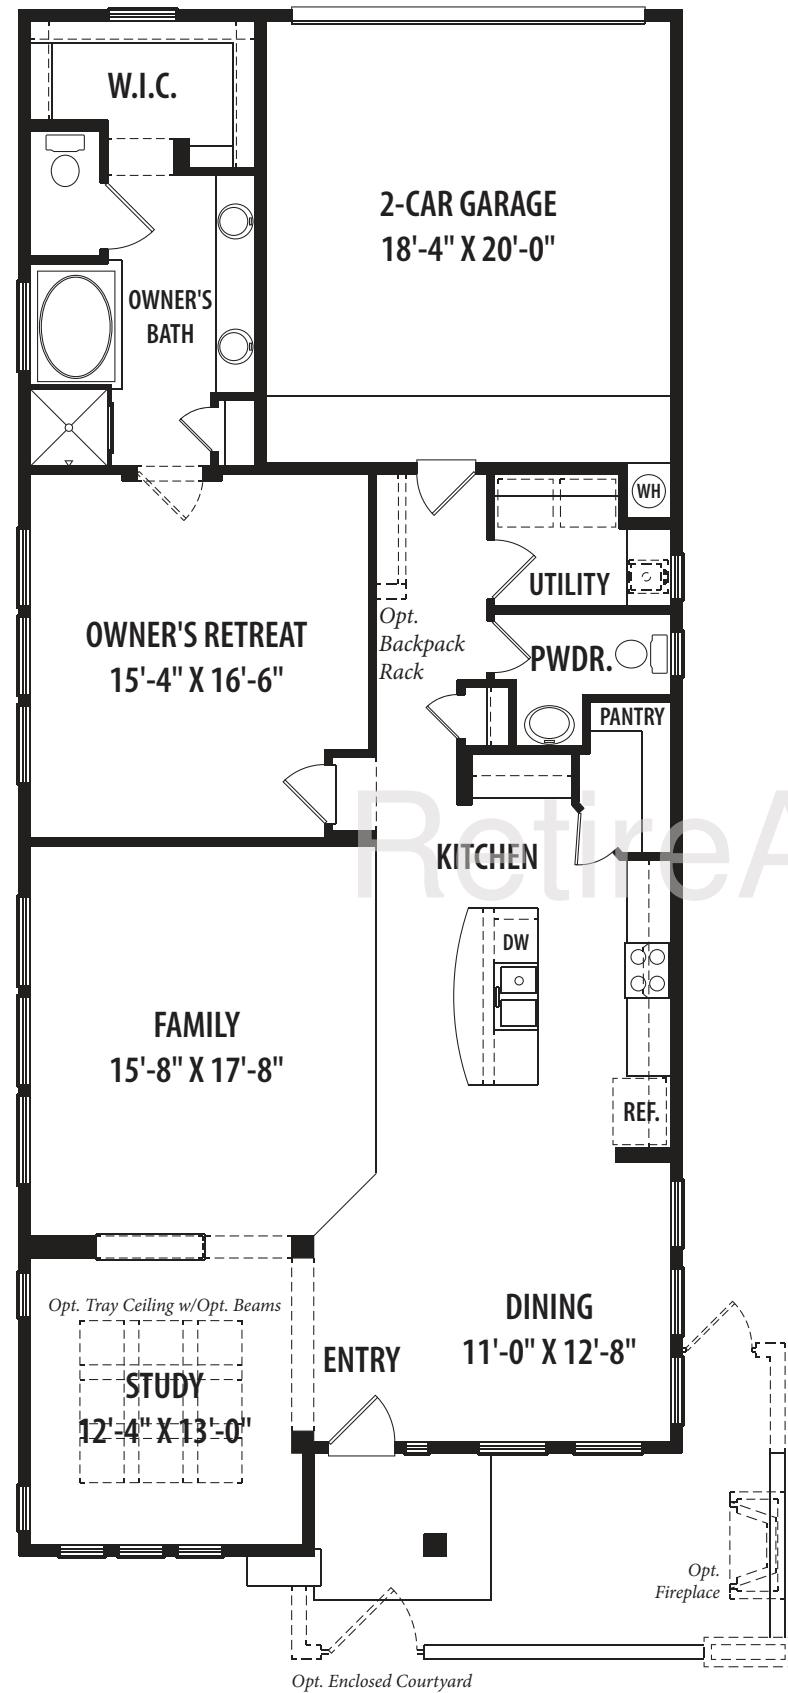 W.I.C.
2-CAR GARAGE
18'-4" X 20'-0"
OWNER'S
BATH
WH
UTILITY
OWNER'S RETREAT
15'-4" X 16'-6"
Opt.
Backpack
Rack
PWDR.
PANTRY
RetireA
KITCHEN
DW
FAMILY
15'-8" X 17'-8"
REF.
Opt. Tray Ceiling w/Opt. Beams
STUDY
12'-4" X 13'-0"
ENTRY
DINING
11'-0" X 12'-8"
Opt.
Fireplace
Opt. Enclosed Courtyard